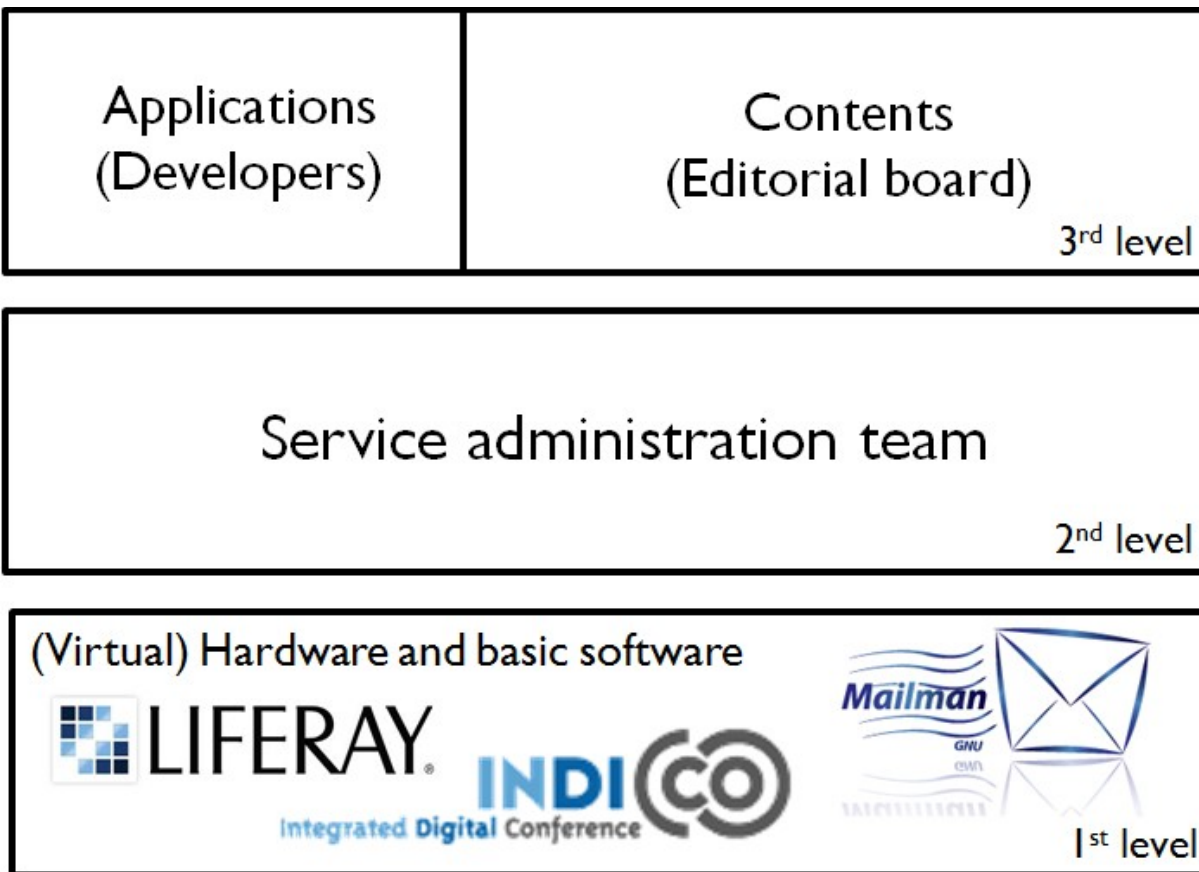 Applications
(Developers)
Contents
(Editorial board)
3rd level
Service administration team
2nd level
(Virtual) Hardware and basic software
LIFERAY®
INDICO
Integrated Digital Conference
Mailman
GNU
1st level